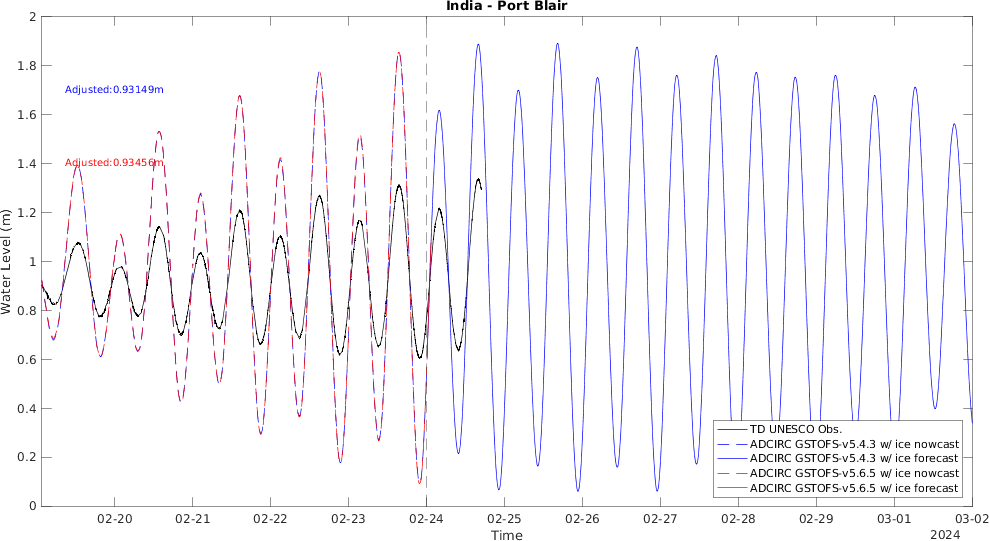 India - Port Blair
2
1.8
1.6
1.4
1.2
1
0.8
0.6
0.4
0.2
0
Water Level (m)
Adjusted:0.93149m
Adjusted:0.93456m
TD UNESCO Obs.
ADCIRC GSTOFS-v5.4.3 w/ ice nowcast
ADCIRC GSTOFS-v5.4.3 w/ ice forecast
ADCIRC GSTOFS-v5.6.5 w/ ice nowcast
ADCIRC GSTOFS-v5.6.5 w/ ice forecast
02-20 02-21 02-22 02-23 02-24 02-25 02-26 02-27 02-28 02-29 03-01 03-02
Time
2024